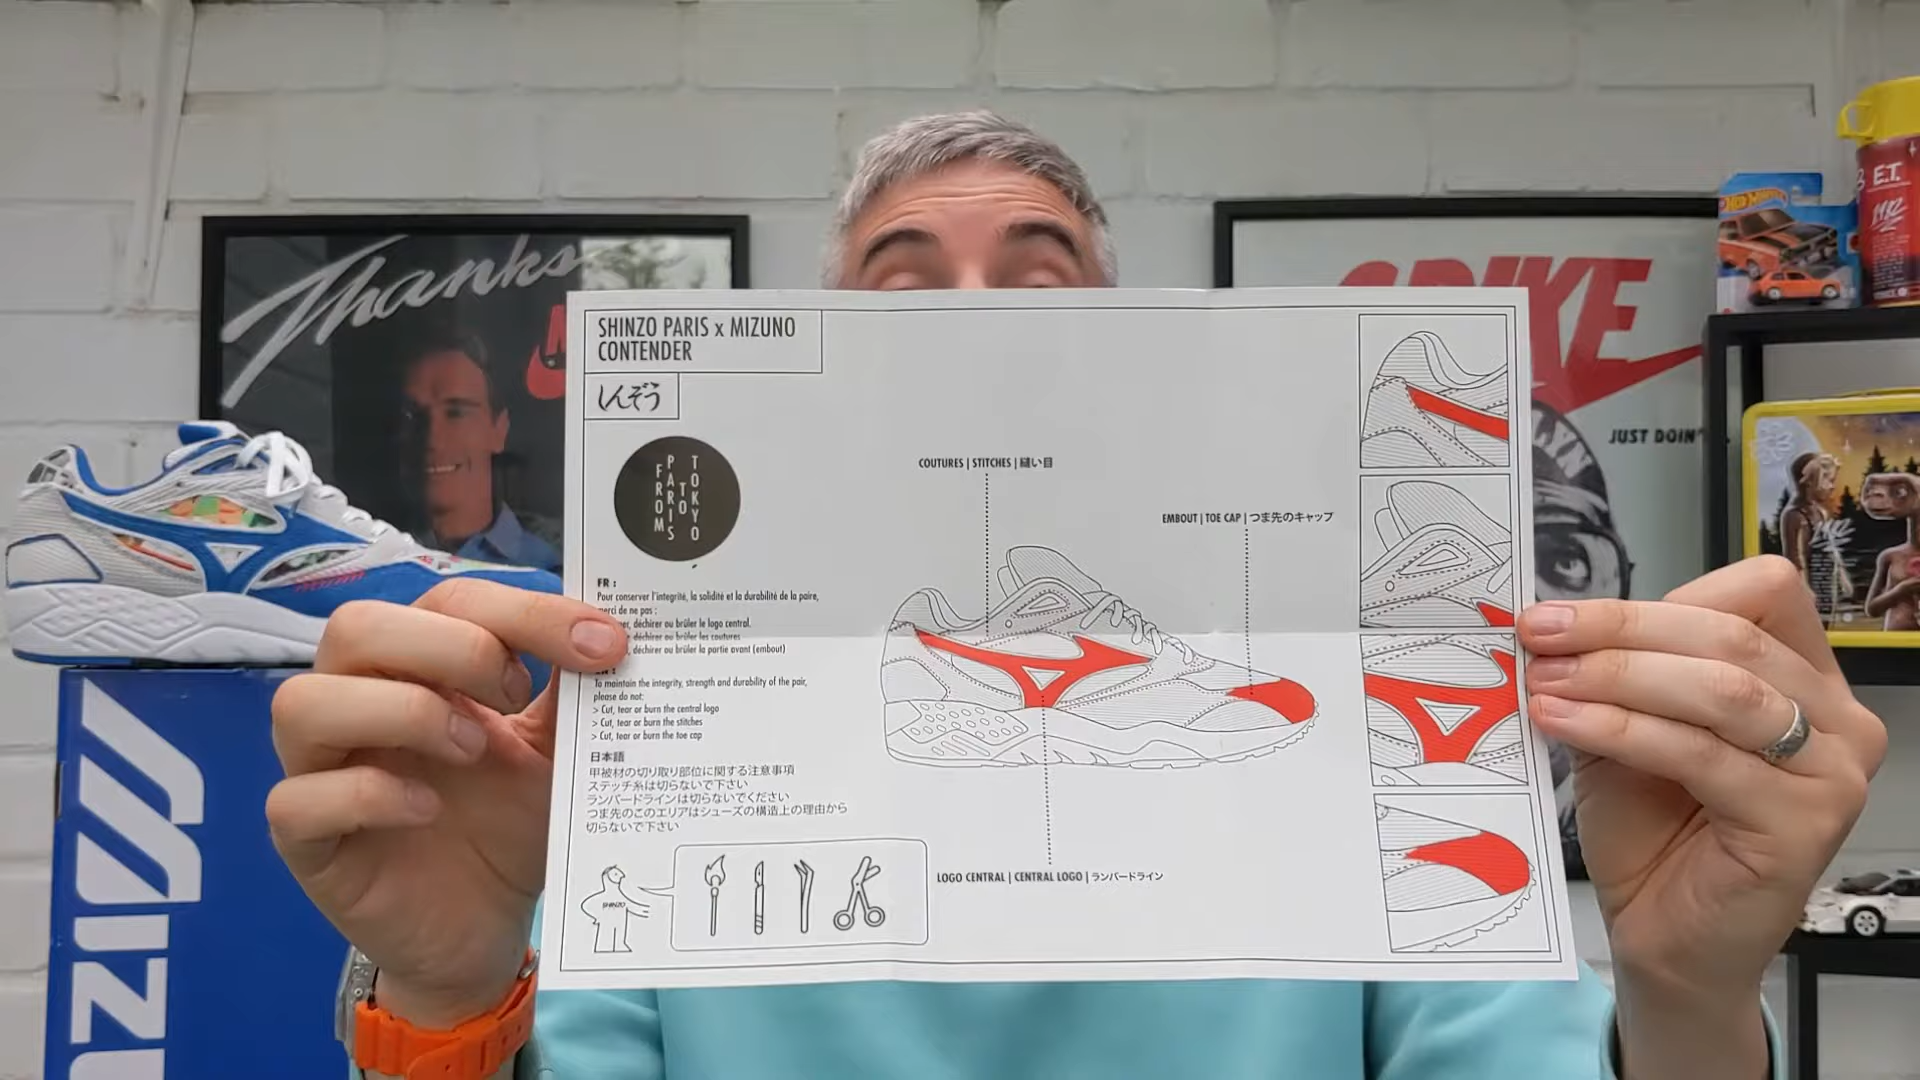 Thanks
SPIKE
JUST DOIN'
Hot Wheels
E.T.
1982
SHINZO PARIS x MIZUNO
CONTENDER
しんぞう
FROM
PARIS
TO
TOKYO
COUTURES | STITCHES | 縫い目
EMBOUT | TOE CAP | つま先のキャップ
FR :
Pour conserver l'integrité, la solidité et la durabilité de la paire,
de ne pas :
déchirer ou brûler le logo central.
déchirer ou brûler les coutures
déchirer ou brûler la partie avant (embout)
To maintain the integrity, strength and durability of the pair,
please do not:
> Cut, tear or burn the central logo
> Cut, tear or burn the stitches
> Cut, tear or burn the toe cap
日本語
甲被材の切り取り部位に関する注意事項
ステッチ糸は切らないで下さい
ランバードラインは切らないでください
つま先のこのエリアはシューズの構造上の理由から
切らないで下さい
SHINZO
LOGO CENTRAL | CENTRAL LOGO | ランバードライン